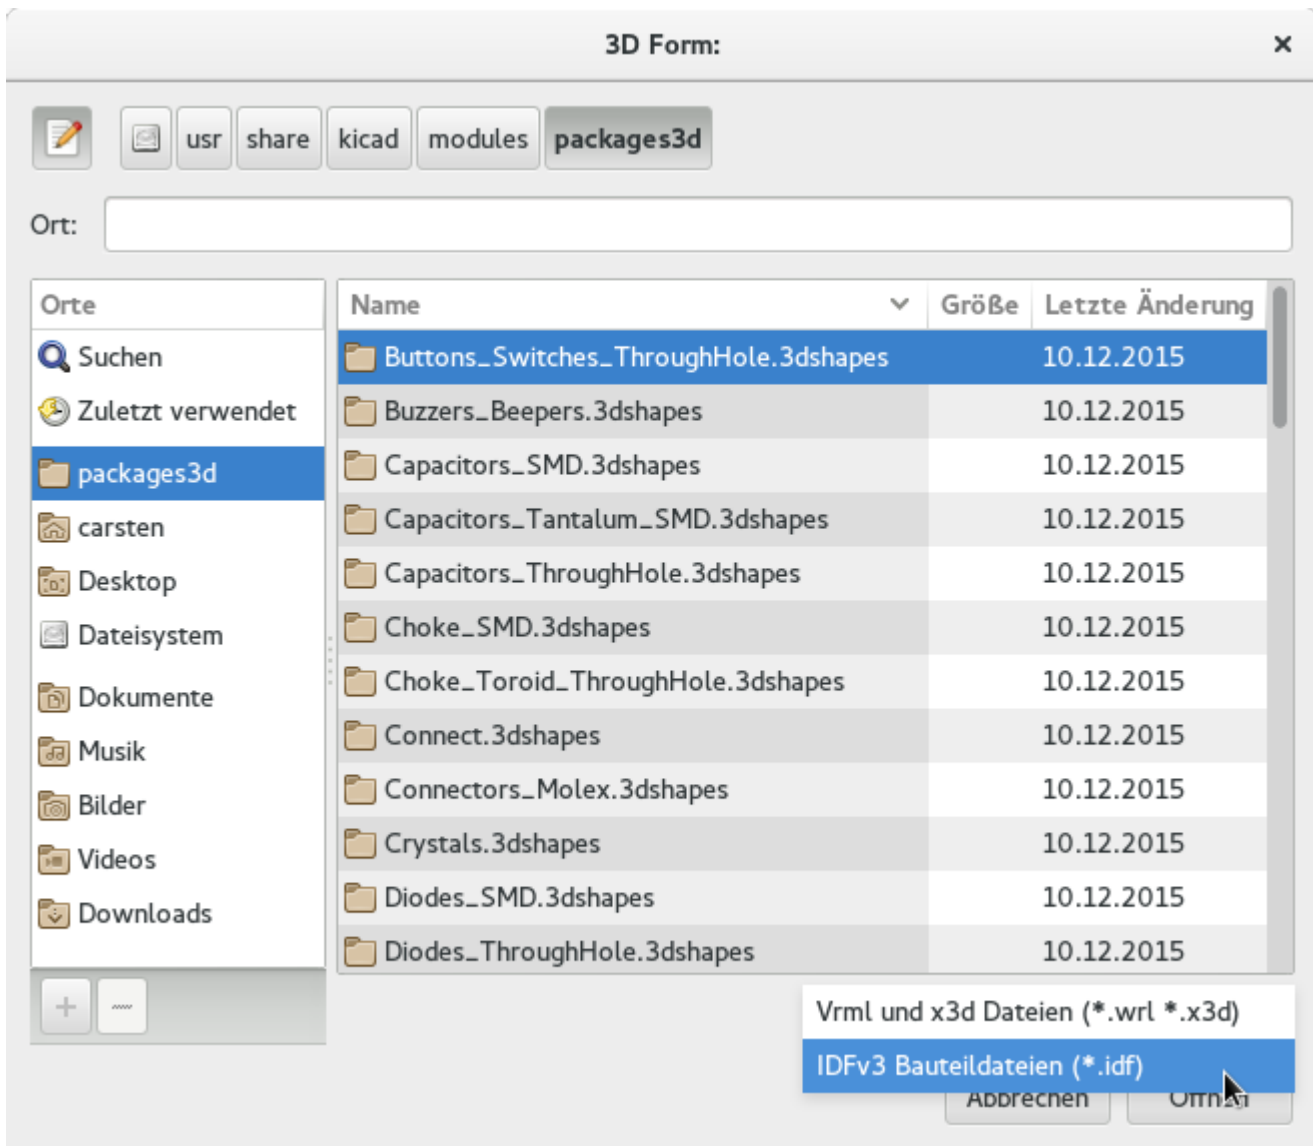 3D Form:
usr share kicad modules packages3d
Ort:
Orte
Suchen
Zuletzt verwendet
packages3d
carsten
Desktop
Dateisystem
Dokumente
Musik
Bilder
Videos
Downloads
Name Größe Letzte Änderung
Buttons_Switches_ThroughHole.3dshapes 10.12.2015
Buzzers_Beepers.3dshapes 10.12.2015
Capacitors_SMD.3dshapes 10.12.2015
Capacitors_Tantalum_SMD.3dshapes 10.12.2015
Capacitors_ThroughHole.3dshapes 10.12.2015
Choke_SMD.3dshapes 10.12.2015
Choke_Toroid_ThroughHole.3dshapes 10.12.2015
Connect.3dshapes 10.12.2015
Connectors_Molex.3dshapes 10.12.2015
Crystals.3dshapes 10.12.2015
Diodes_SMD.3dshapes 10.12.2015
Diodes_ThroughHole.3dshapes 10.12.2015
Vrml und x3d Dateien (*.wrl *.x3d)
IDFv3 Bauteildateien (*.idf)
Abbrechen Öffnen